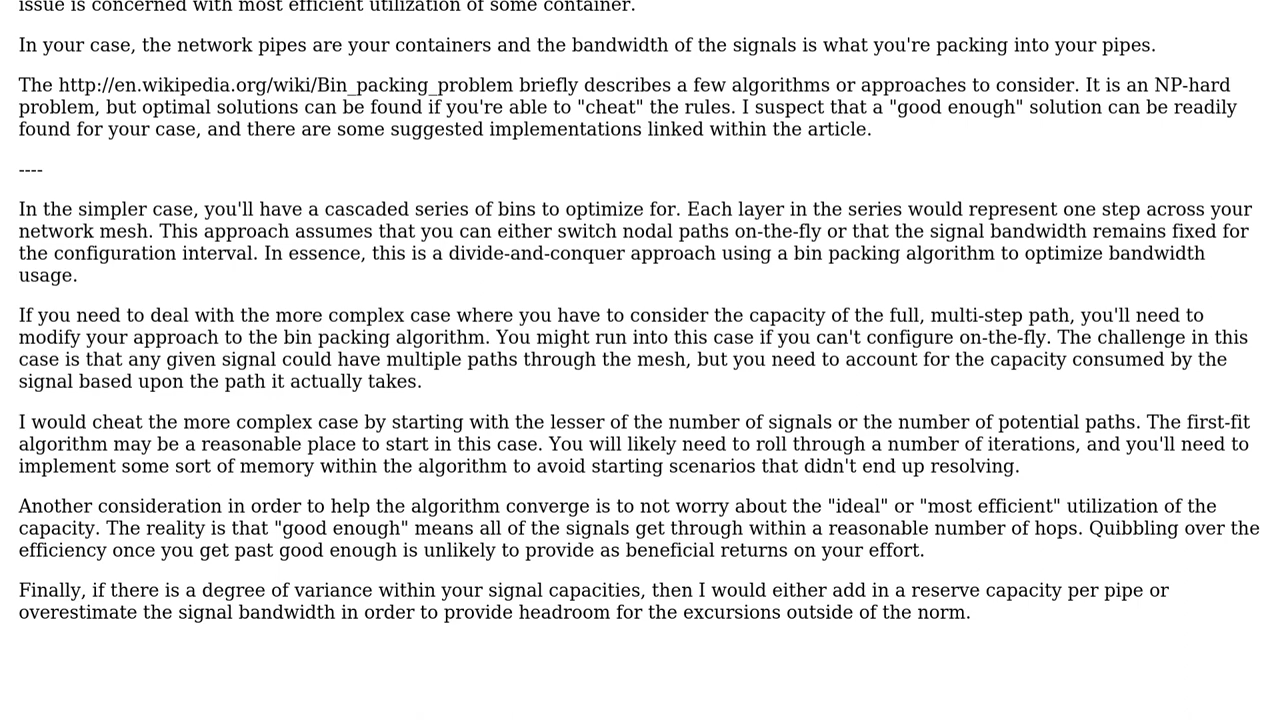 issue is concerned with most efficient utilization of some container.
In your case, the network pipes are your containers and the bandwidth of the signals is what you're packing into your pipes.
The http://en.wikipedia.org/wiki/Bin_packing_problem briefly describes a few algorithms or approaches to consider. It is an NP-hard
problem, but optimal solutions can be found if you're able to "cheat" the rules. I suspect that a "good enough" solution can be readily
found for your case, and there are some suggested implementations linked within the article.
----
In the simpler case, you'll have a cascaded series of bins to optimize for. Each layer in the series would represent one step across your
network mesh. This approach assumes that you can either switch nodal paths on-the-fly or that the signal bandwidth remains fixed for
the configuration interval. In essence, this is a divide-and-conquer approach using a bin packing algorithm to optimize bandwidth
usage.
If you need to deal with the more complex case where you have to consider the capacity of the full, multi-step path, you'll need to
modify your approach to the bin packing algorithm. You might run into this case if you can't configure on-the-fly. The challenge in this
case is that any given signal could have multiple paths through the mesh, but you need to account for the capacity consumed by the
signal based upon the path it actually takes.
I would cheat the more complex case by starting with the lesser of the number of signals or the number of potential paths. The first-fit
algorithm may be a reasonable place to start in this case. You will likely need to roll through a number of iterations, and you'll need to
implement some sort of memory within the algorithm to avoid starting scenarios that didn't end up resolving.
Another consideration in order to help the algorithm converge is to not worry about the "ideal" or "most efficient" utilization of the
capacity. The reality is that "good enough" means all of the signals get through within a reasonable number of hops. Quibbling over the
efficiency once you get past good enough is unlikely to provide as beneficial returns on your effort.
Finally, if there is a degree of variance within your signal capacities, then I would either add in a reserve capacity per pipe or
overestimate the signal bandwidth in order to provide headroom for the excursions outside of the norm.